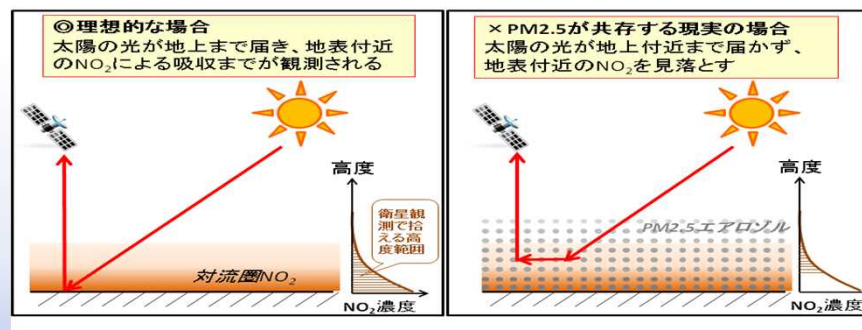 ◎理想的な場合
太陽の光が地上まで届き、地表付近
のNO₂による吸収までが観測される
高度
衛星観
測で拾
える高
度範囲
対流圏NO₂
NO₂濃度
×PM2.5が共存する現実の場合
太陽の光が地上付近まで届かず、
地表付近のNO₂を見落とす
高度
PM2.5エアロゾル
NO₂濃度